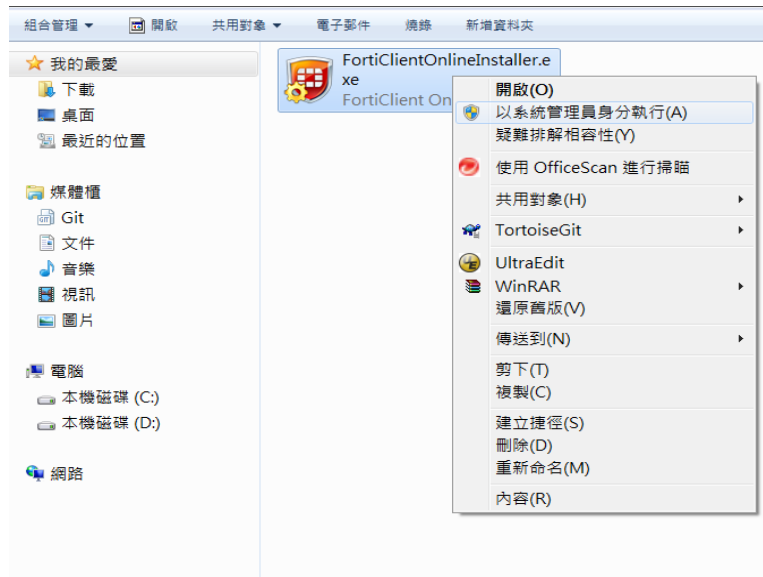 組合管理 開啟 共用對象 電子郵件 燒錄 新增資料夾
我的最愛
下載
桌面
最近的位置
媒體櫃
Git
文件
音樂
視訊
圖片
電腦
本機磁碟 (C:)
本機磁碟 (D:)
網路
FortiClientOnlineInstaller.e
xe
FortiClient On
開啟(O)
以系統管理員身分執行(A)
疑難排解相容性(Y)
使用 OfficeScan 進行掃瞄
共用對象(H)
TortoiseGit
UltraEdit
WinRAR
還原舊版(V)
傳送到(N)
剪下(T)
複製(C)
建立捷徑(S)
刪除(D)
重新命名(M)
內容(R)